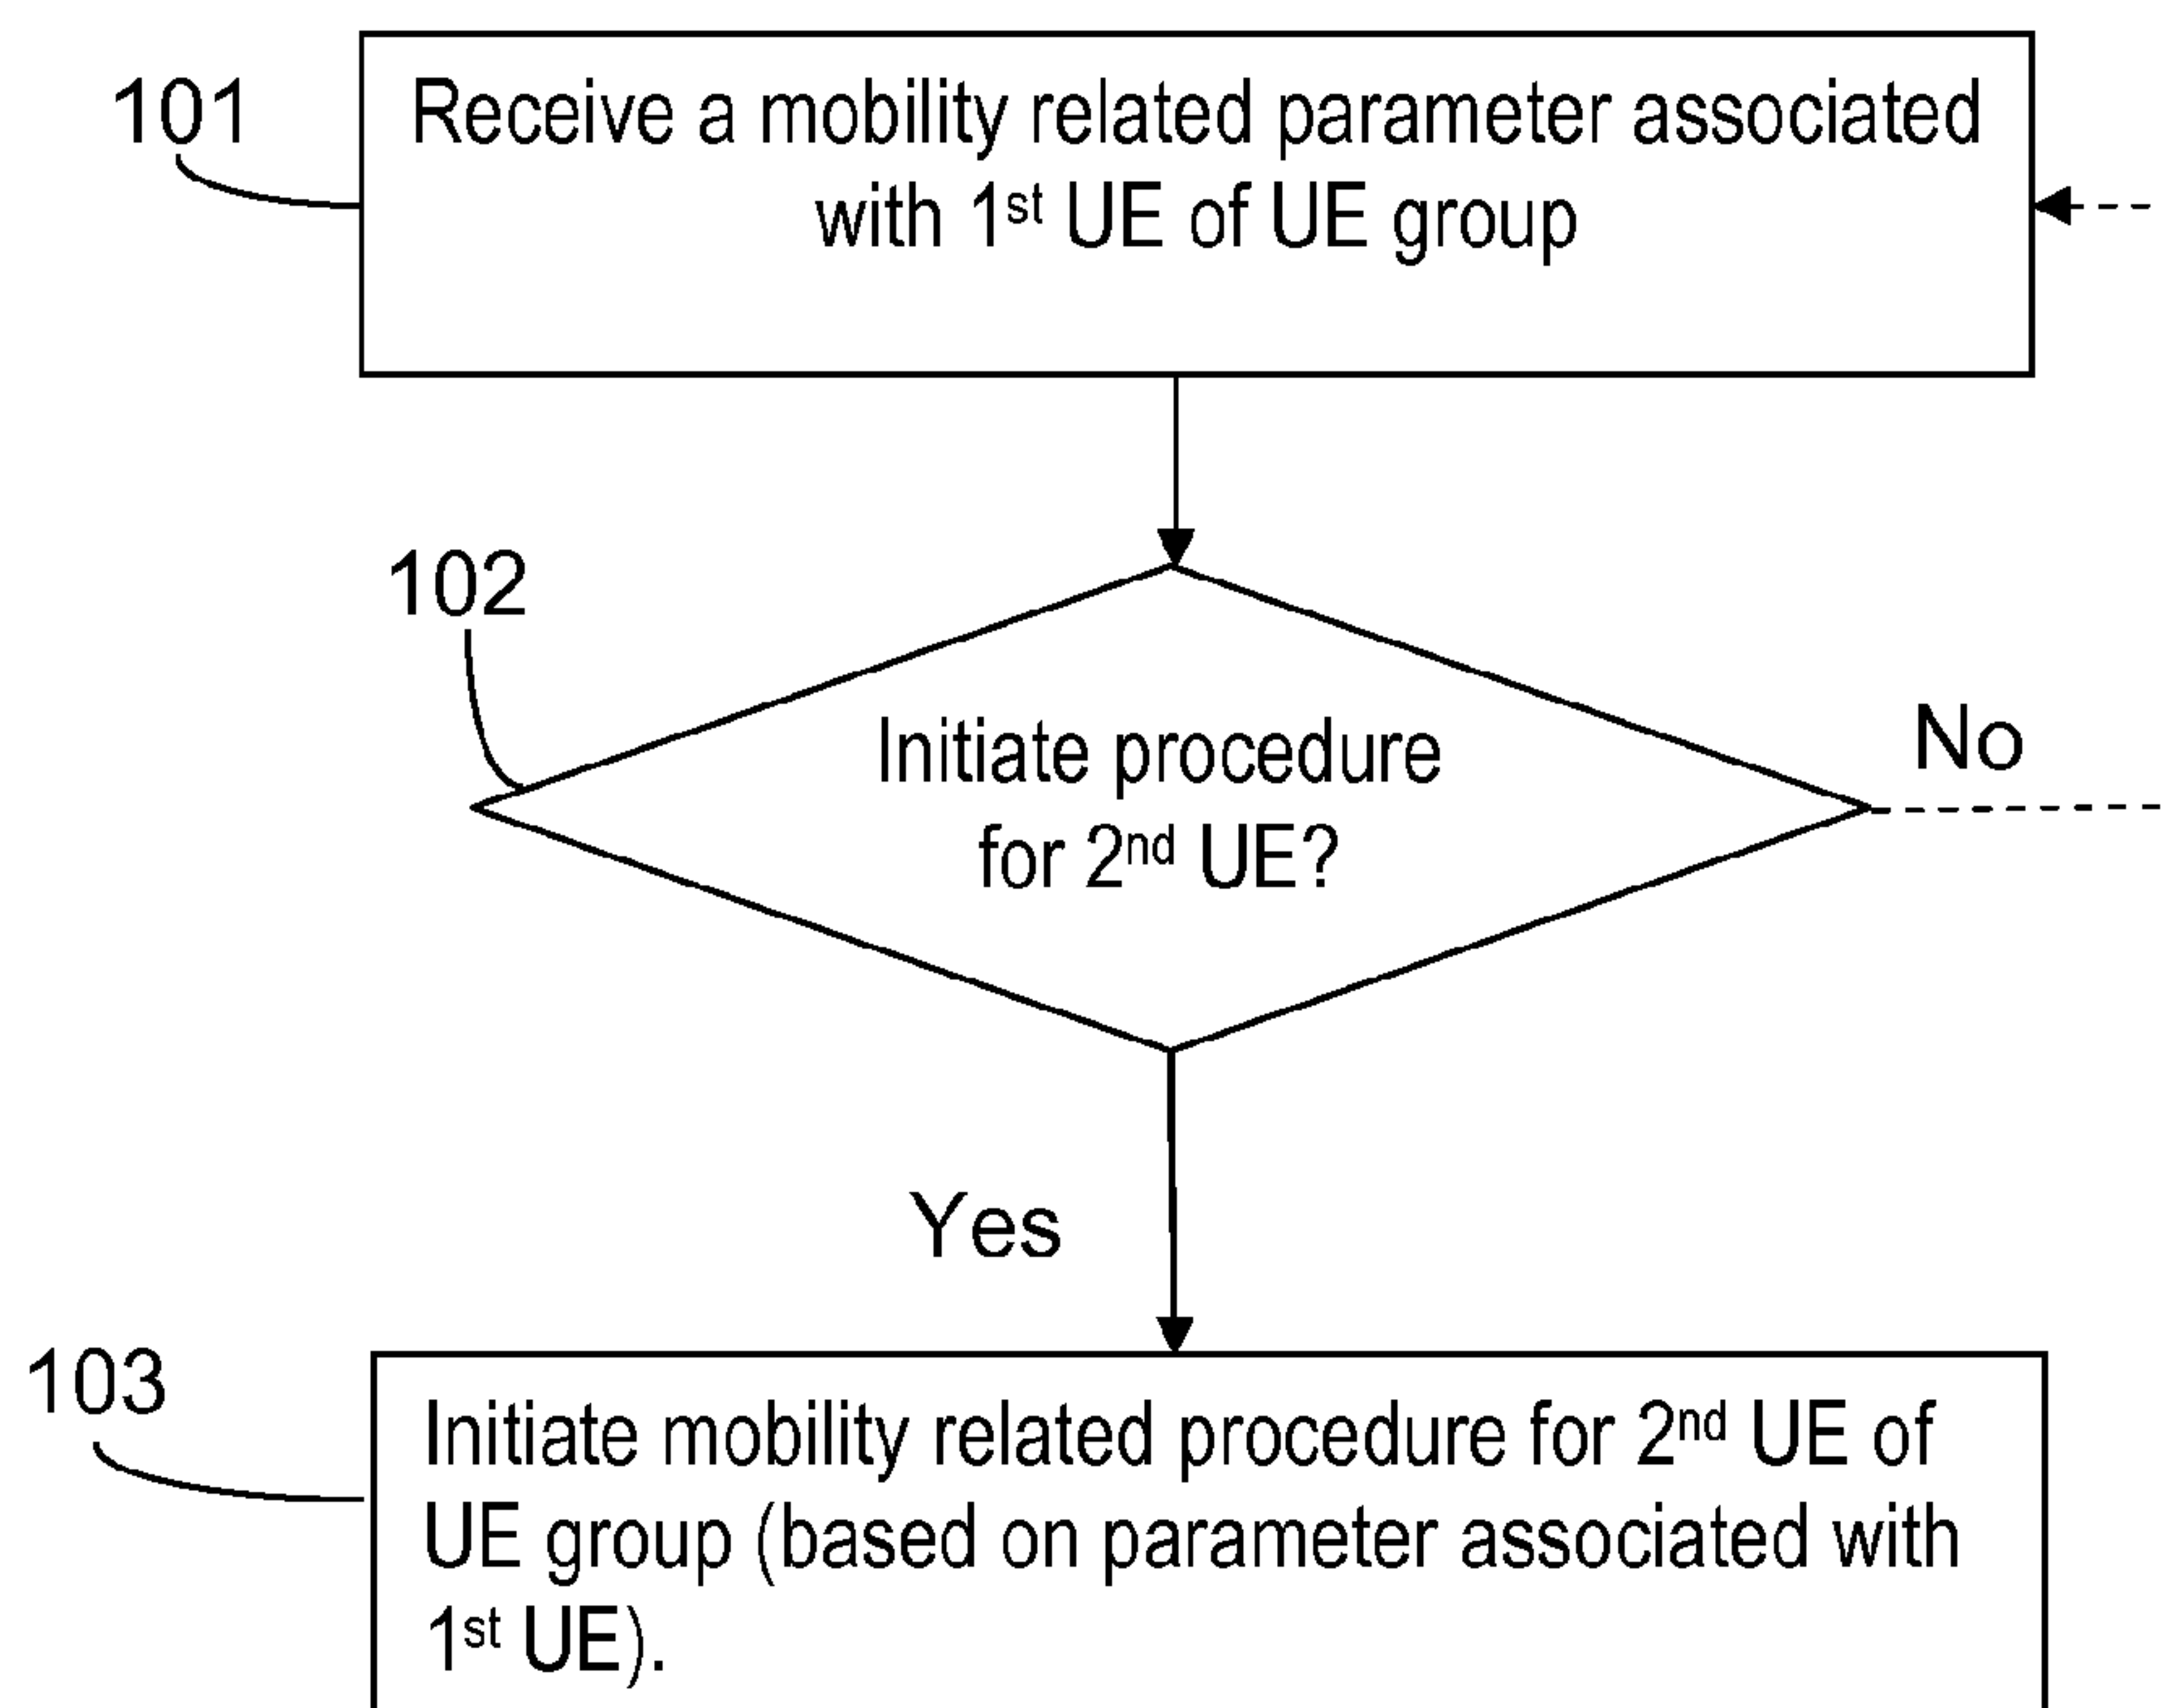 101
Receive a mobility related parameter associated
with 1st UE of UE group
102
Initiate procedure
for 2nd UE?
No
Yes
103
Initiate mobility related procedure for 2nd UE of
UE group (based on parameter associated with
1st UE).